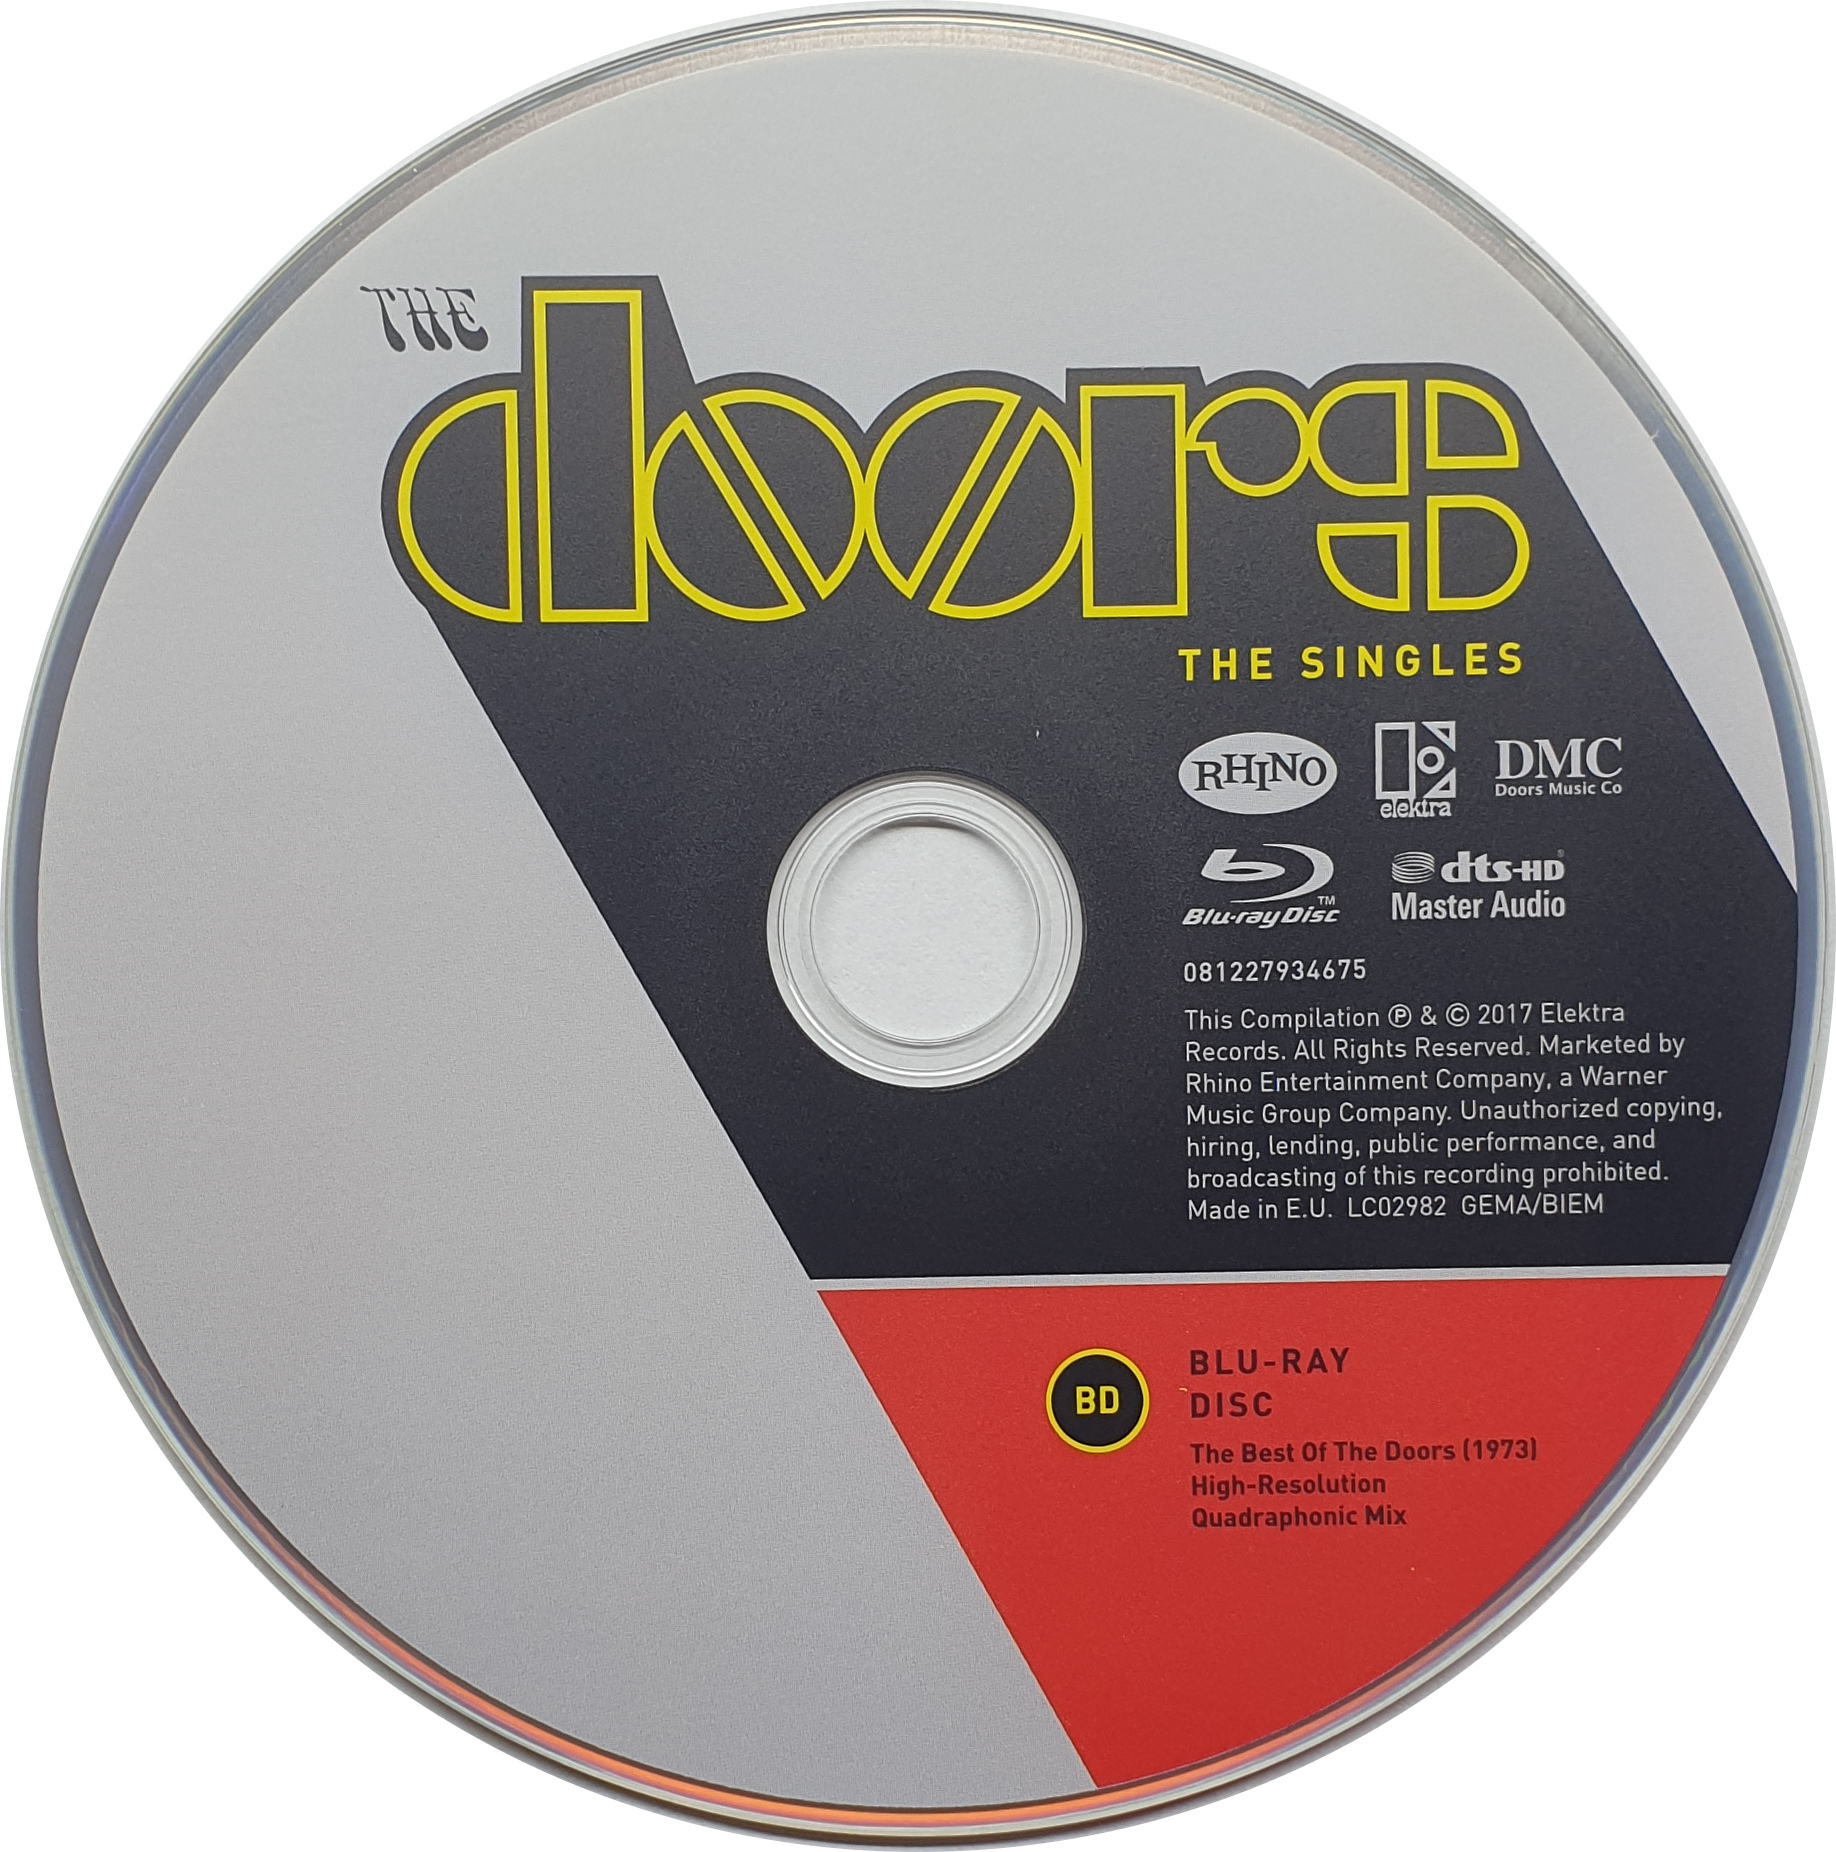 THE
doors
THE SINGLES
RHINO
elektra
DMC
Doors Music Co
Blu-ray Disc™
dts-HD®
Master Audio
081227934675
This Compilation ℗ & © 2017 Elektra
Records. All Rights Reserved. Marketed by
Rhino Entertainment Company, a Warner
Music Group Company. Unauthorized copying,
hiring, lending, public performance, and
broadcasting of this recording prohibited.
Made in E.U. LC02982 GEMA/BIEM
BD
BLU-RAY
DISC
The Best Of The Doors (1973)
High-Resolution
Quadraphonic Mix